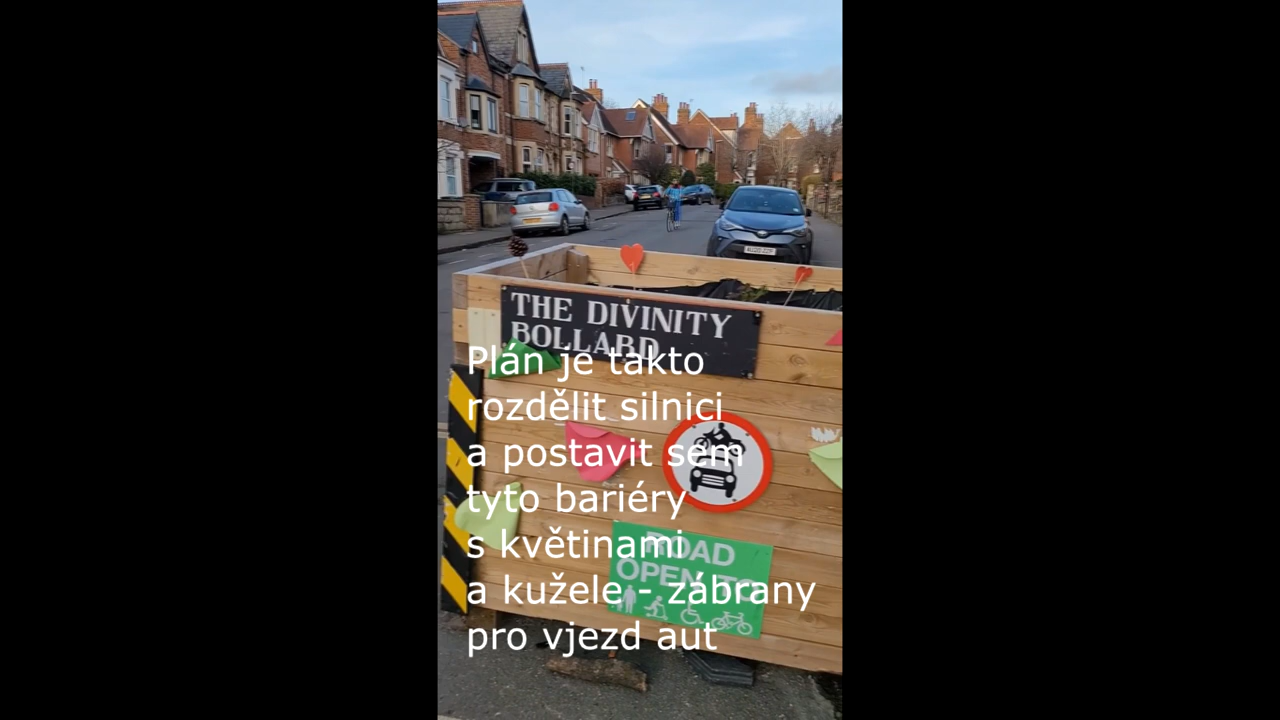 THE DIVINITY
BOLLARD
Plán je takto
rozdělit silnici
a postavit sem
tyto bariéry
s květinami
a kužele - zábrany
pro vjezd aut
ROAD
OPEN TO